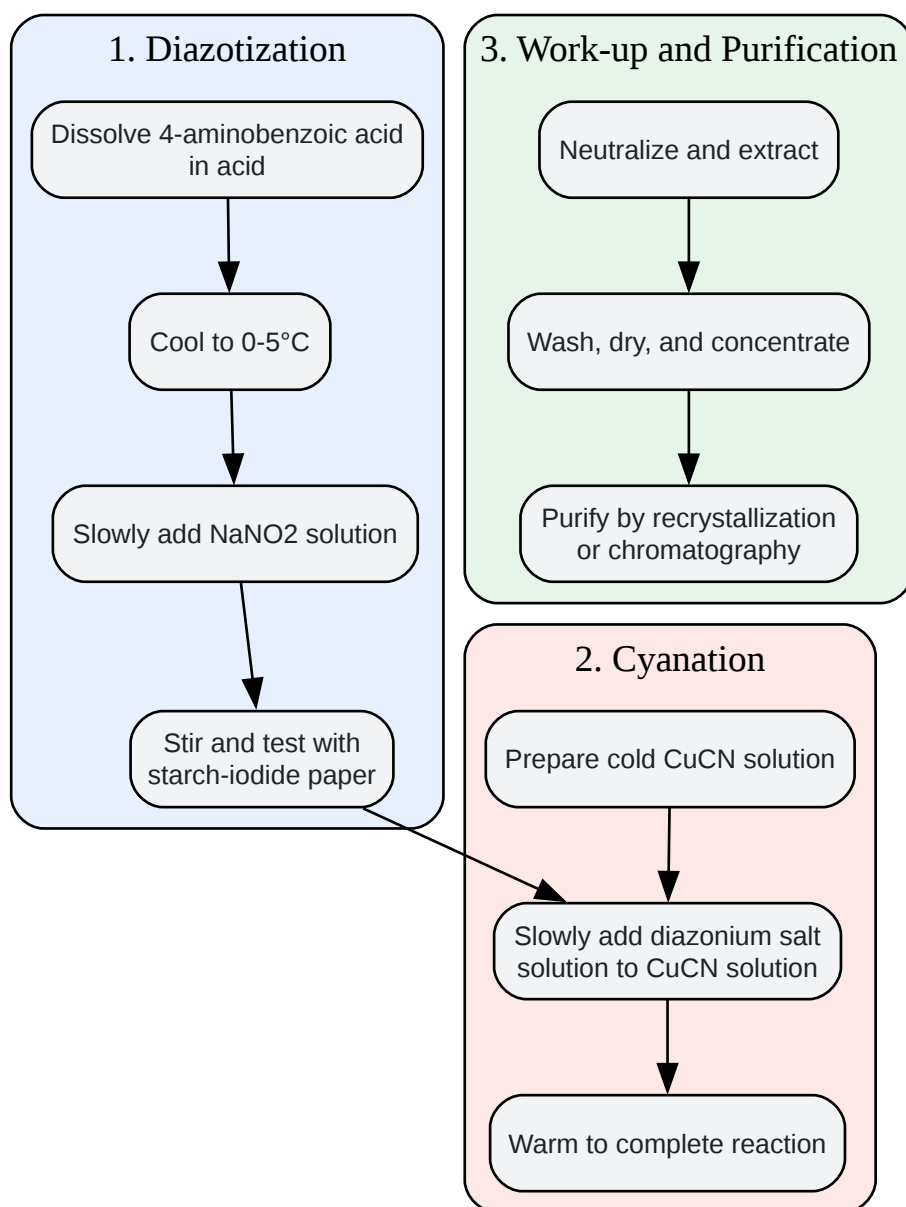 1. Diazotization
Dissolve 4-aminobenzoic acid
in acid
Cool to 0-5°C
Slowly add NaNO2 solution
Stir and test with
starch-iodide paper
3. Work-up and Purification
Neutralize and extract
Wash, dry, and concentrate
Purify by recrystallization
or chromatography
2. Cyanation
Prepare cold CuCN solution
Slowly add diazonium salt
solution to CuCN solution
Warm to complete reaction